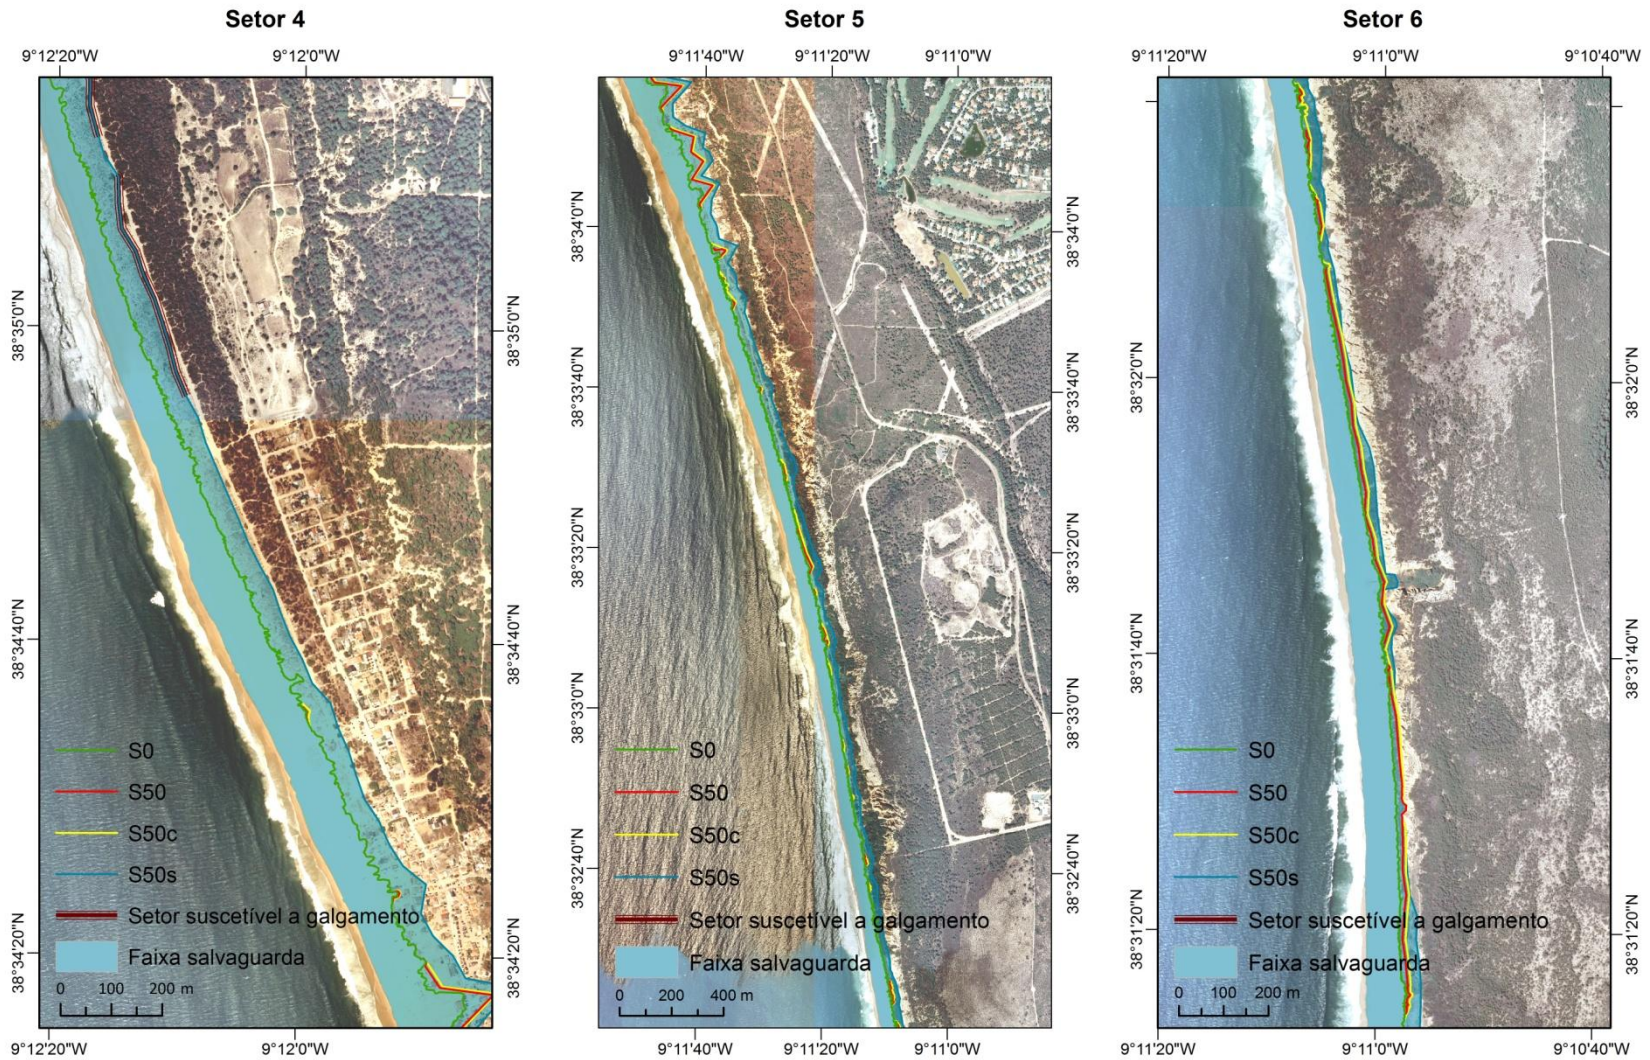 Setor 4
9°12'20"W
9°12'0"W
38°35'0"N
38°34'40"N
38°34'20"N
38°35'0"N
38°34'40"N
38°34'20"N
S0
S50
S50c
S50s
Setor suscetível a galgamento
Faixa salvaguarda
0 100 200 m
9°12'20"W
9°12'0"W
Setor 5
9°11'40"W
9°11'20"W
9°11'0"W
38°34'0"N
38°33'40"N
38°33'20"N
38°33'0"N
38°32'40"N
38°34'0"N
38°33'40"N
38°33'20"N
38°33'0"N
38°32'40"N
S0
S50
S50c
S50s
Setor suscetível a galgamento
Faixa salvaguarda
0 200 400 m
9°11'40"W
9°11'20"W
9°11'0"W
Setor 6
9°11'20"W
9°11'0"W
9°10'40"W
38°32'0"N
38°31'40"N
38°31'20"N
38°32'0"N
38°31'40"N
38°31'20"N
S0
S50
S50c
S50s
Setor suscetível a galgamento
Faixa salvaguarda
0 100 200 m
9°11'20"W
9°11'0"W
9°10'40"W